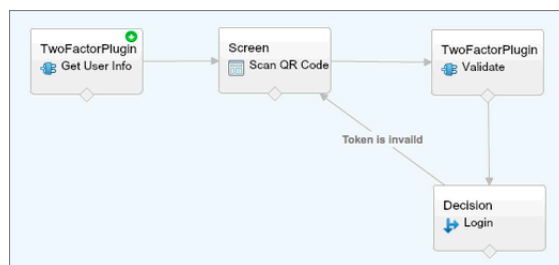 TwoFactorPlugin
Get User Info
Screen
Scan QR Code
TwoFactorPlugin
Validate
Token is invaild
Decision
Login